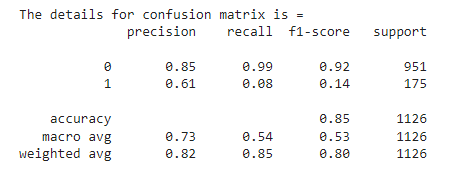 The details for confusion matrix is =
precision recall f1-score support
0 0.85 0.99 0.92 951
1 0.61 0.08 0.14 175
accuracy 0.85 1126
macro avg 0.73 0.54 0.53 1126
weighted avg 0.82 0.85 0.80 1126